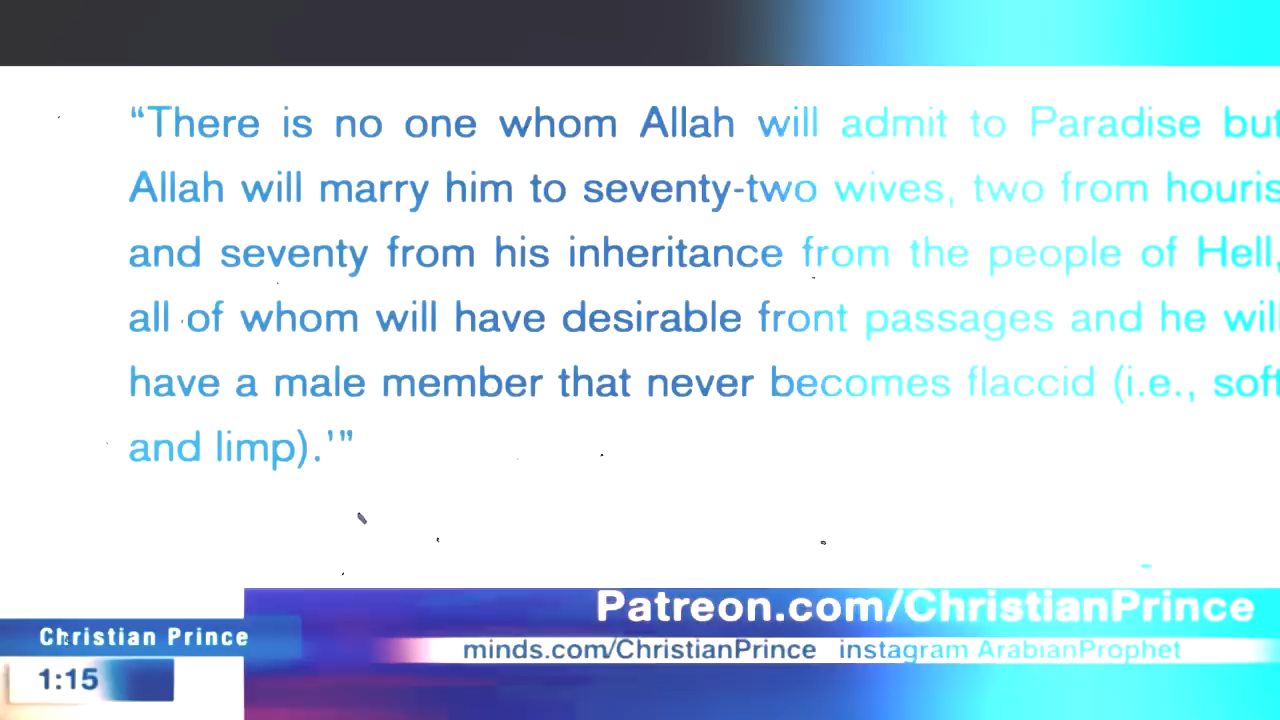 “There is no one whom Allah will admit to Paradise but
Allah will marry him to seventy-two wives, two from houris
and seventy from his inheritance from the people of Hell,
all of whom will have desirable front passages and he will
have a male member that never becomes flaccid (i.e., soft
and limp).’”
Patreon.com/ChristianPrince
Christian Prince
minds.com/ChristianPrince instagram ArabianProphet
1:15